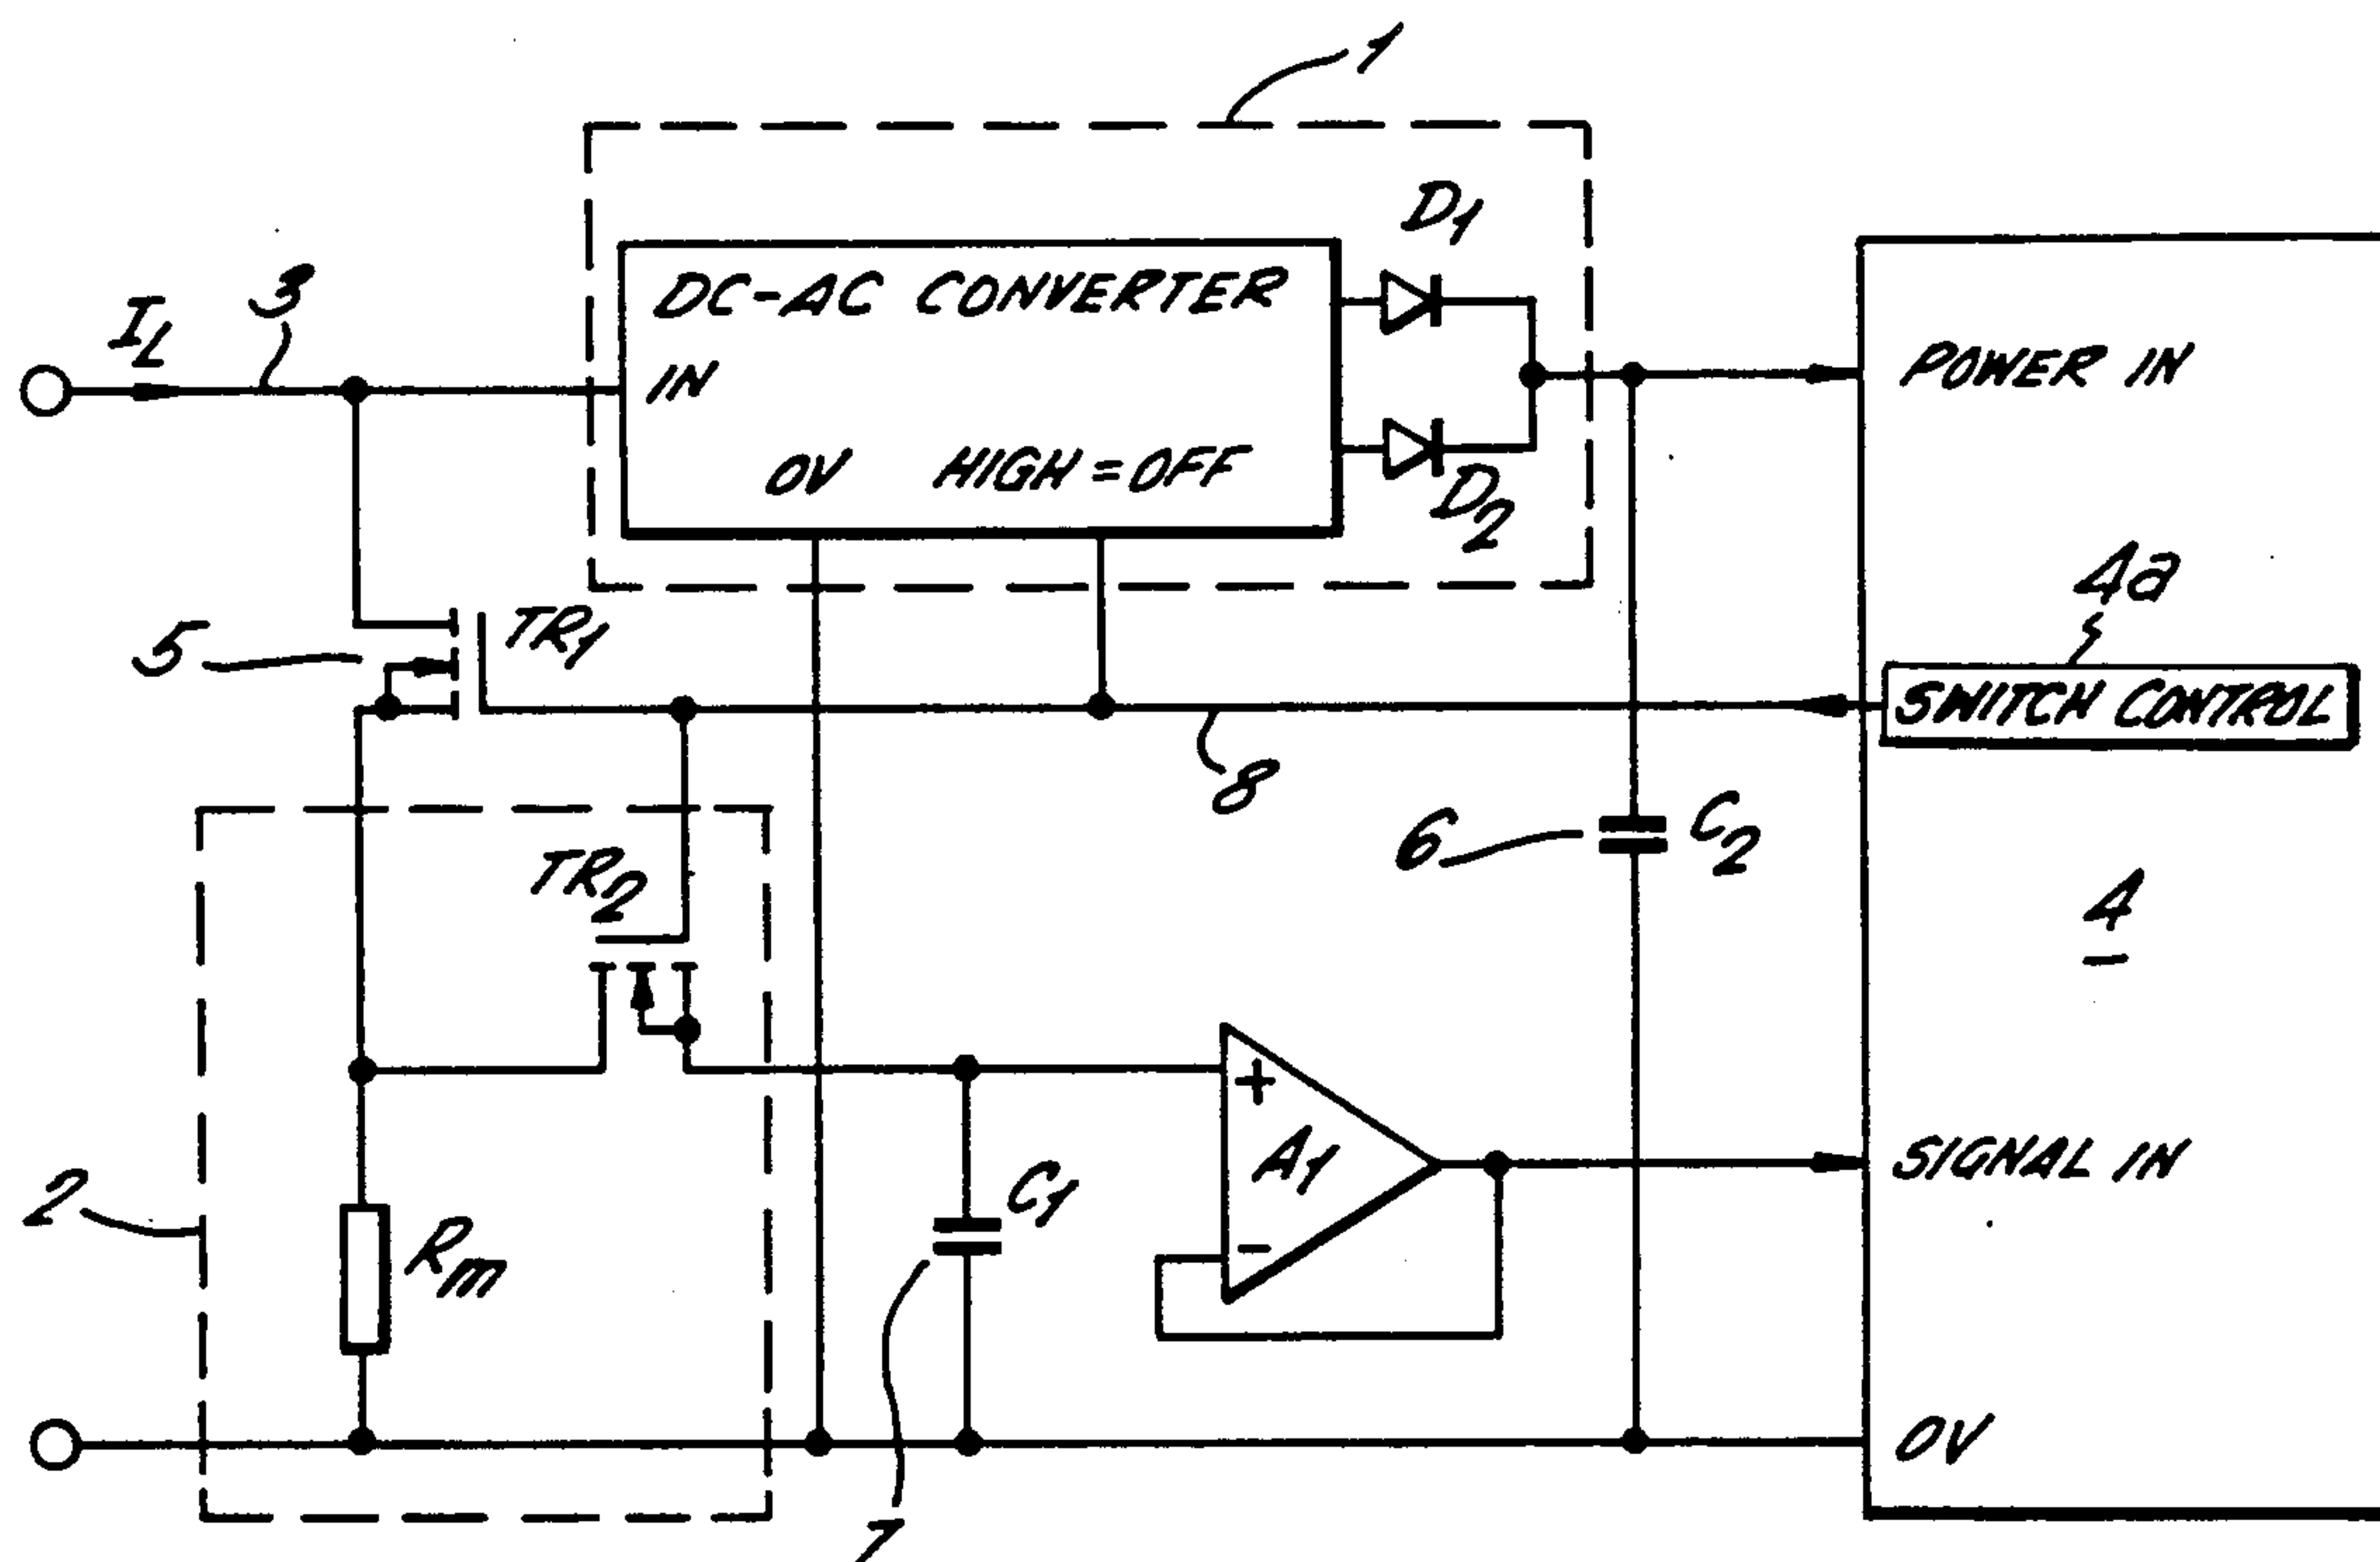 1
D1
DC-AC CONVERTER
3
IL
IN
POWER IN
0V HIGH=OFF
D2
4a
5
TR1
SWITCH CONTROL
8
6
C2
TR2
4
+
A1
SIGNAL IN
2
C1
Rm
-
0V
7